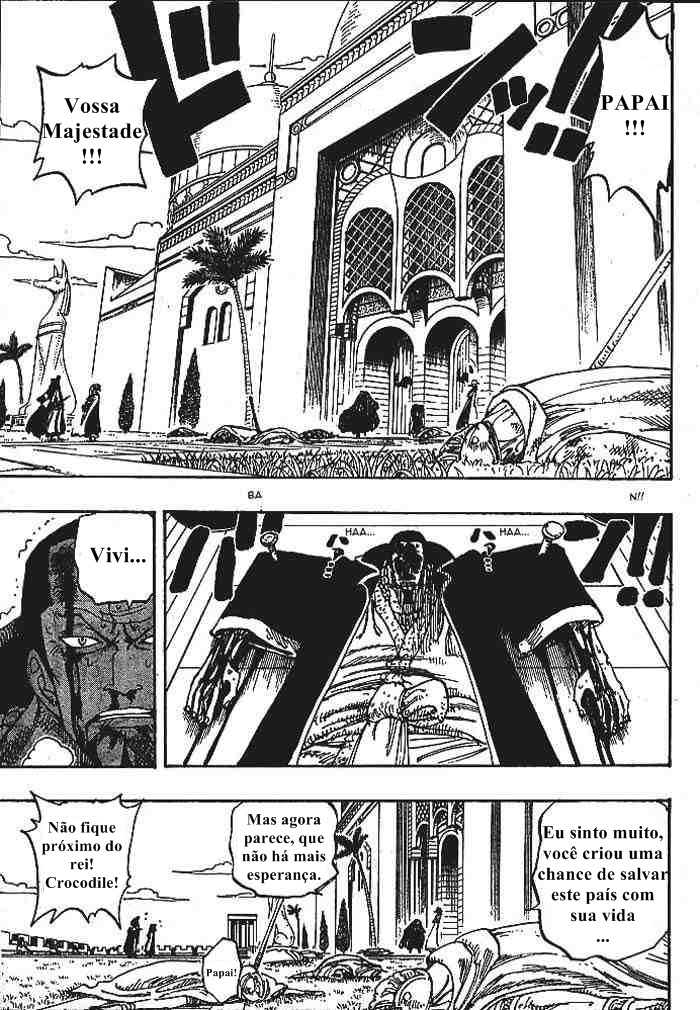 Vossa
Majestade
!!!
PAPAI
!!!
BA
N!!
Vivi...
HAA...
HAA...
Não fique
próximo do
rei!
Crocodile!
Mas agora
parece, que
não há mais
esperança.
Eu sinto muito,
você criou uma
chance de salvar
este país com
sua vida
...
Papai!